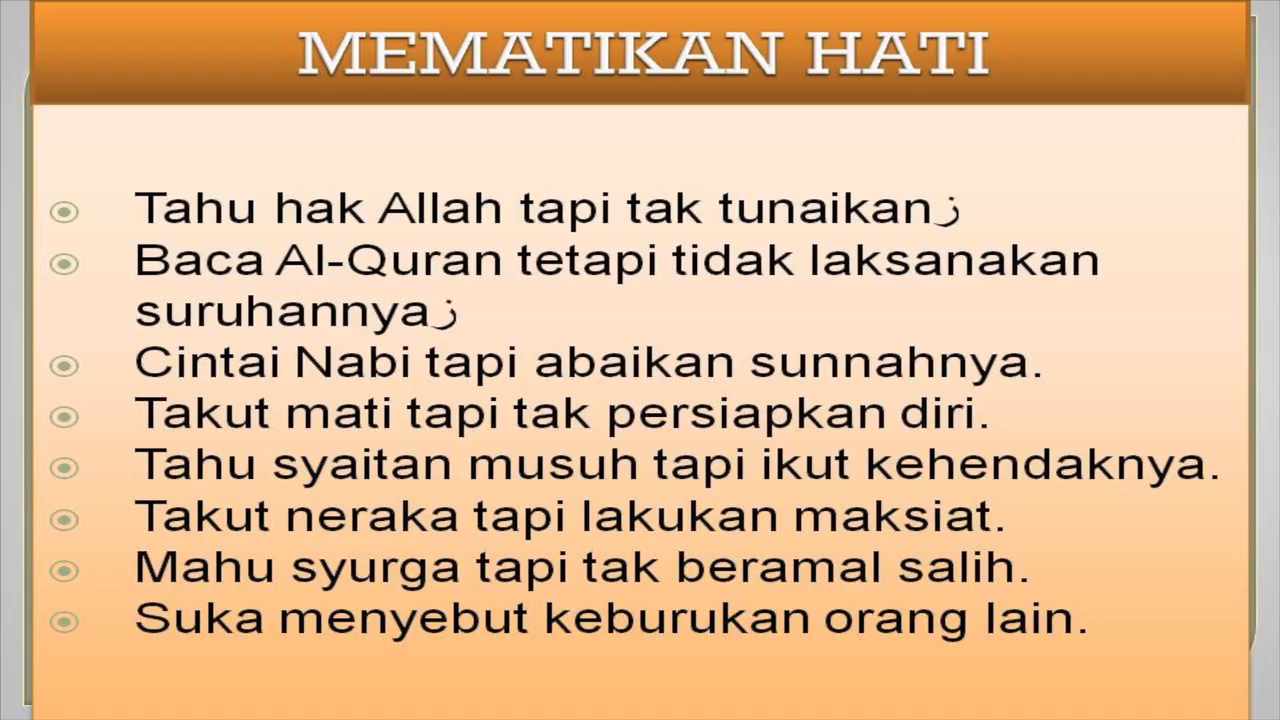 MEMATIKAN HATI
Tahu hak Allah tapi tak tunaikanز
Baca Al-Quran tetapi tidak laksanakan
suruhannyaز
Cintai Nabi tapi abaikan sunnahnya.
Takut mati tapi tak persiapkan diri.
Tahu syaitan musuh tapi ikut kehendaknya.
Takut neraka tapi lakukan maksiat.
Mahu syurga tapi tak beramal salih.
Suka menyebut keburukan orang lain.